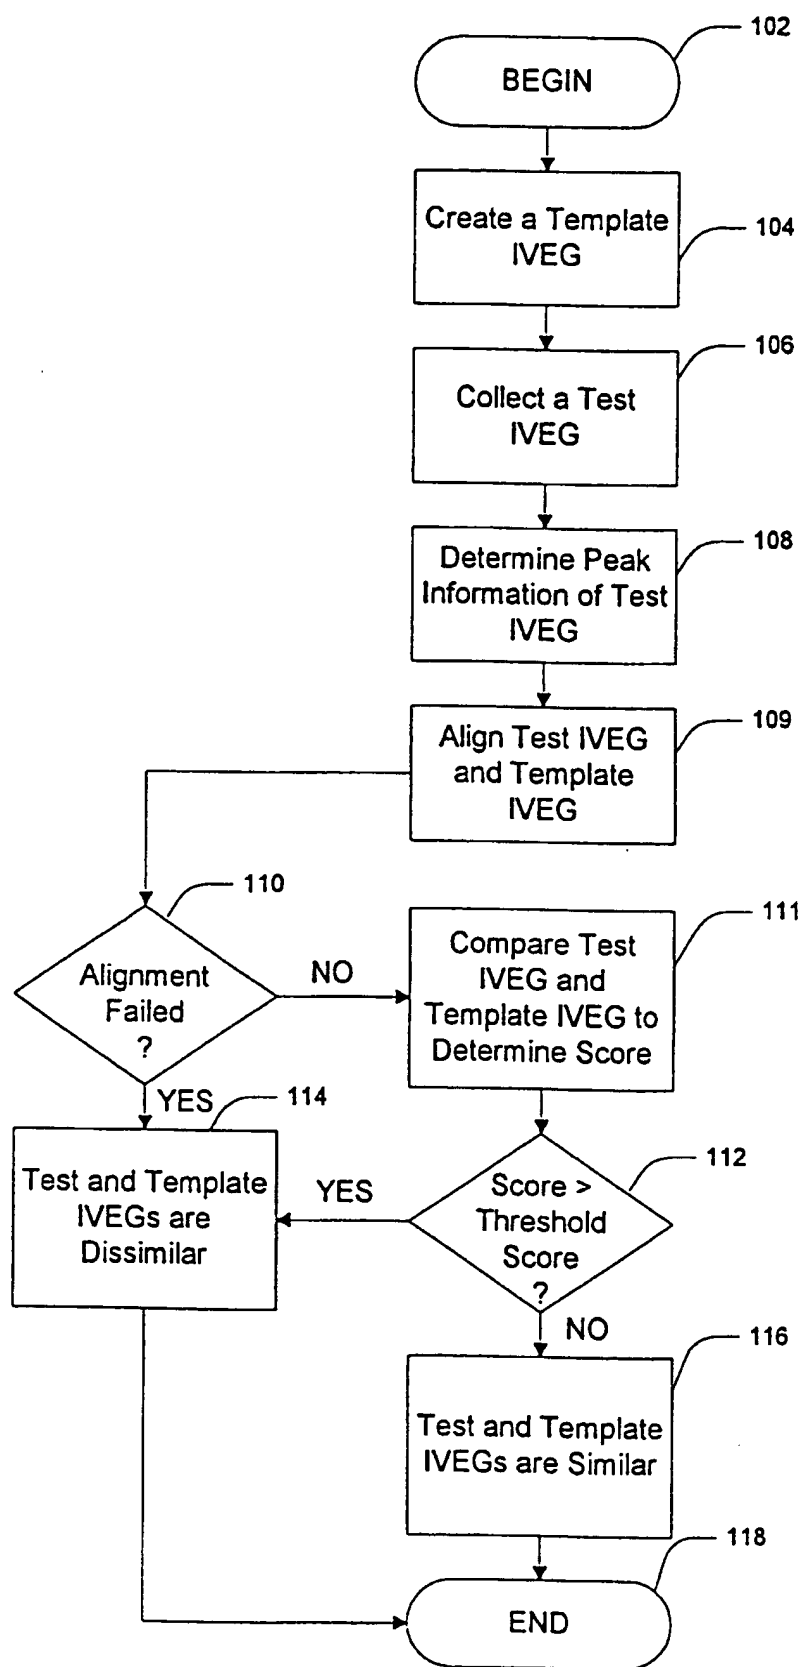 102
BEGIN
Create a Template
IVEG
104
106
Collect a Test
IVEG
108
Determine Peak
Information of Test
IVEG
109
Align Test IVEG
and Template
IVEG
110
Alignment
Failed
?
NO
111
Compare Test
IVEG and
Template IVEG to
Determine Score
YES
114
Test and Template
IVEGs are
Dissimilar
YES
112
Score >
Threshold
Score
?
NO
116
Test and Template
IVEGs are Similar
118
END